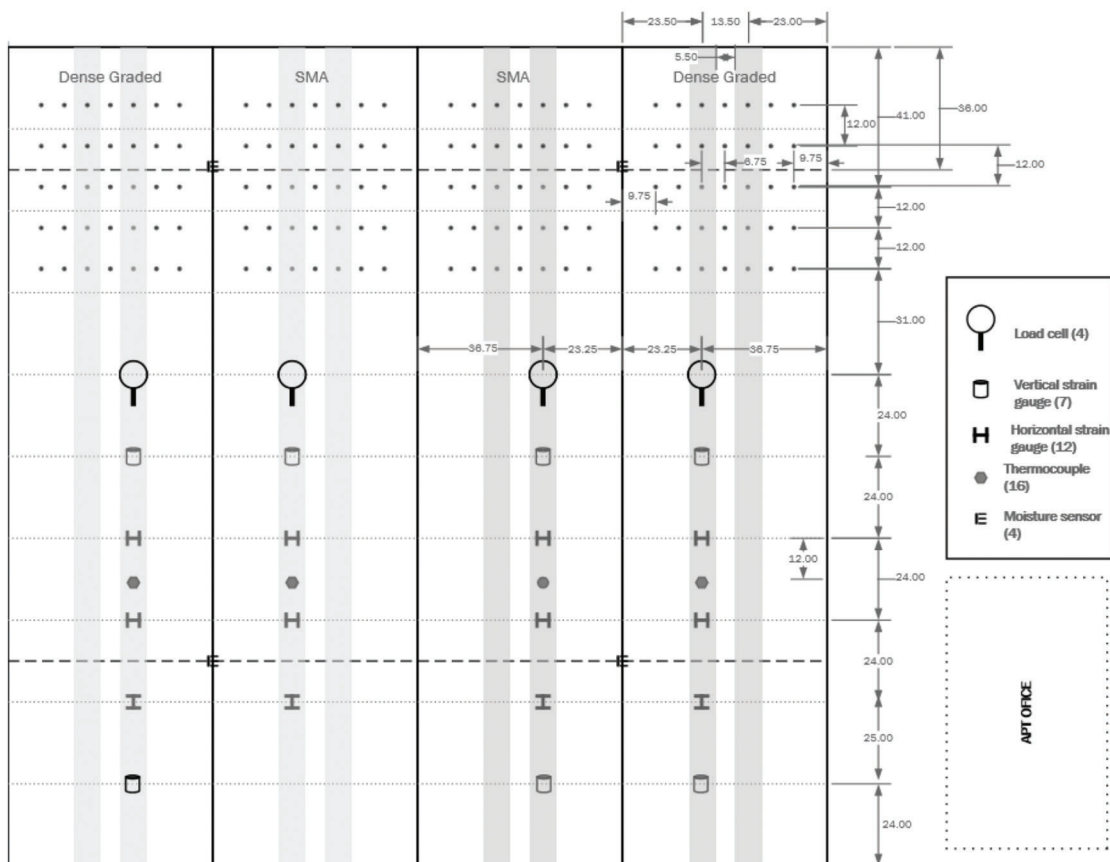 23.50 13.50 23.00
5.50
Dense Graded SMA SMA Dense Graded
36.00
12.00 41.00
12.00
6.75 9.75
9.75
12.00
12.00
31.00
36.75 23.25 23.25 36.75
24.00
24.00
12.00
24.00
24.00
25.00
24.00
Load cell (4)
Vertical strain
gauge (7)
Horizontal strain
gauge (12)
Thermocouple
(16)
Moisture sensor
(4)
APT OFICE